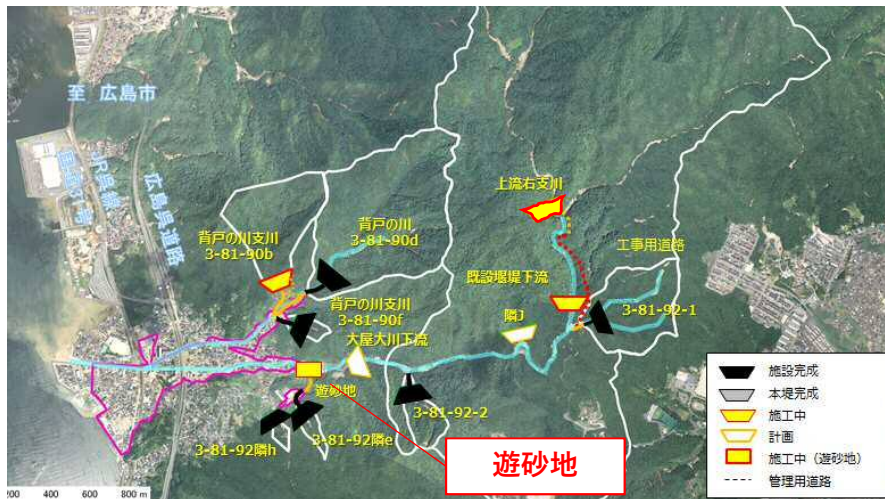 至 広島市
JR呉線
国道31号
広島呉道路
上流右支川
背戸の川
3-81-90d
背戸の川支川
3-81-90b
工事用道路
既設堰堤下流
3-81-92-1
背戸の川支川
3-81-90f
隣J
大屋大川下流
遊砂地
3-81-92-2
3-81-92隣h
3-81-92隣e
遊砂地
施設完成
本堤完成
施工中
計画
施工中（遊砂地）
管理用道路
200 0 200 400 600 800 m